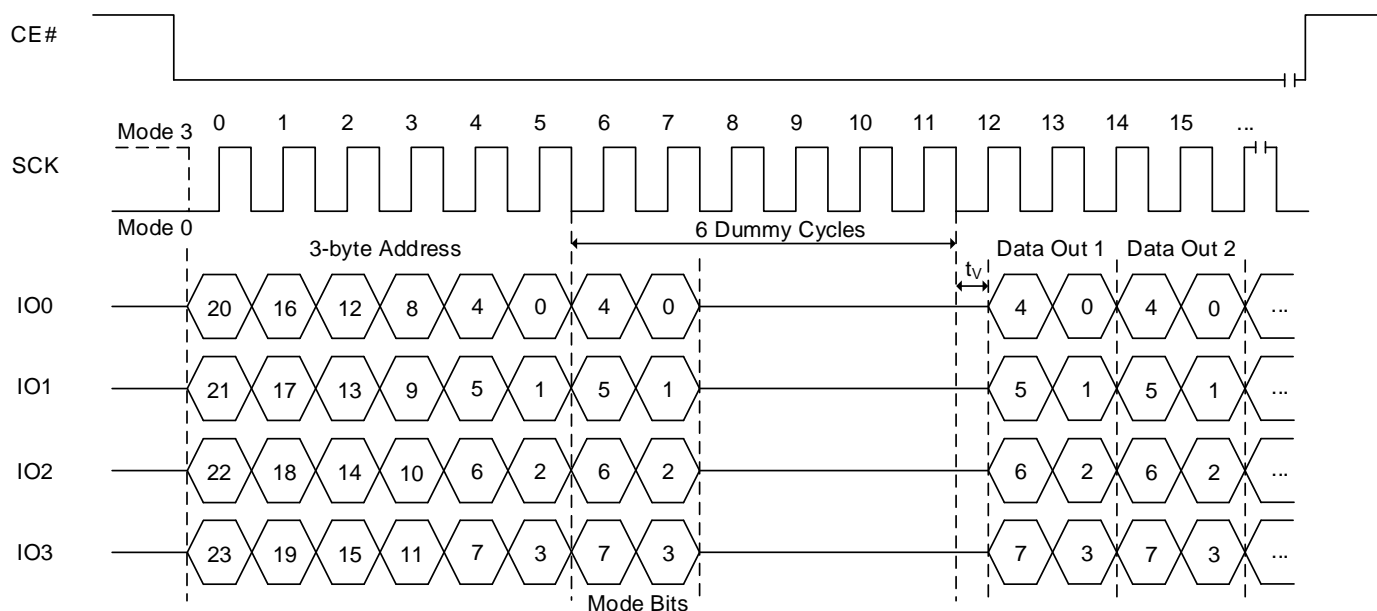 CE#
0 1 2 3 4 5 6 7 8 9 10 11 12 13 14 15 ...
Mode 3
SCK
Mode 0
6 Dummy Cycles
3-byte Address
Data Out 1 Data Out 2
tV
IO0 20 16 12 8 4 0 4 0 4 0 4 0 ...
IO1 21 17 13 9 5 1 5 1 5 1 5 1 ...
IO2 22 18 14 10 6 2 6 2 6 2 6 2 ...
IO3 23 19 15 11 7 3 7 3 7 3 7 3 ...
Mode Bits